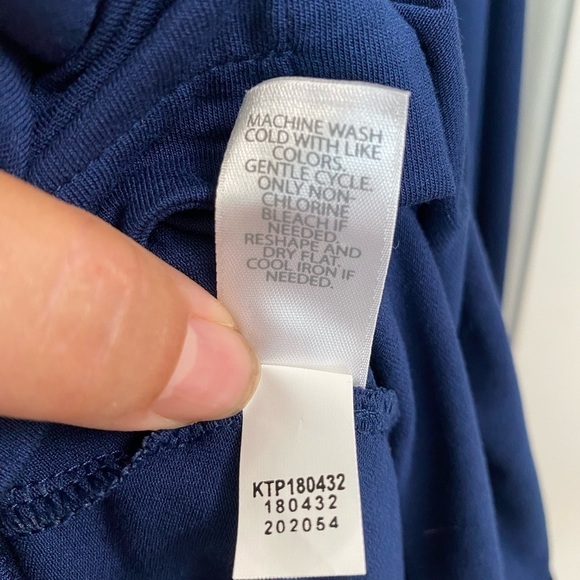 MACHINE WASH
COLD WITH LIKE
COLORS.
GENTLE CYCLE.
ONLY NON-
CHLORINE
BLEACH IF
NEEDED.
RESHAPE AND
DRY FLAT.
COOL IRON IF
NEEDED.
KTP180432
180432
202054